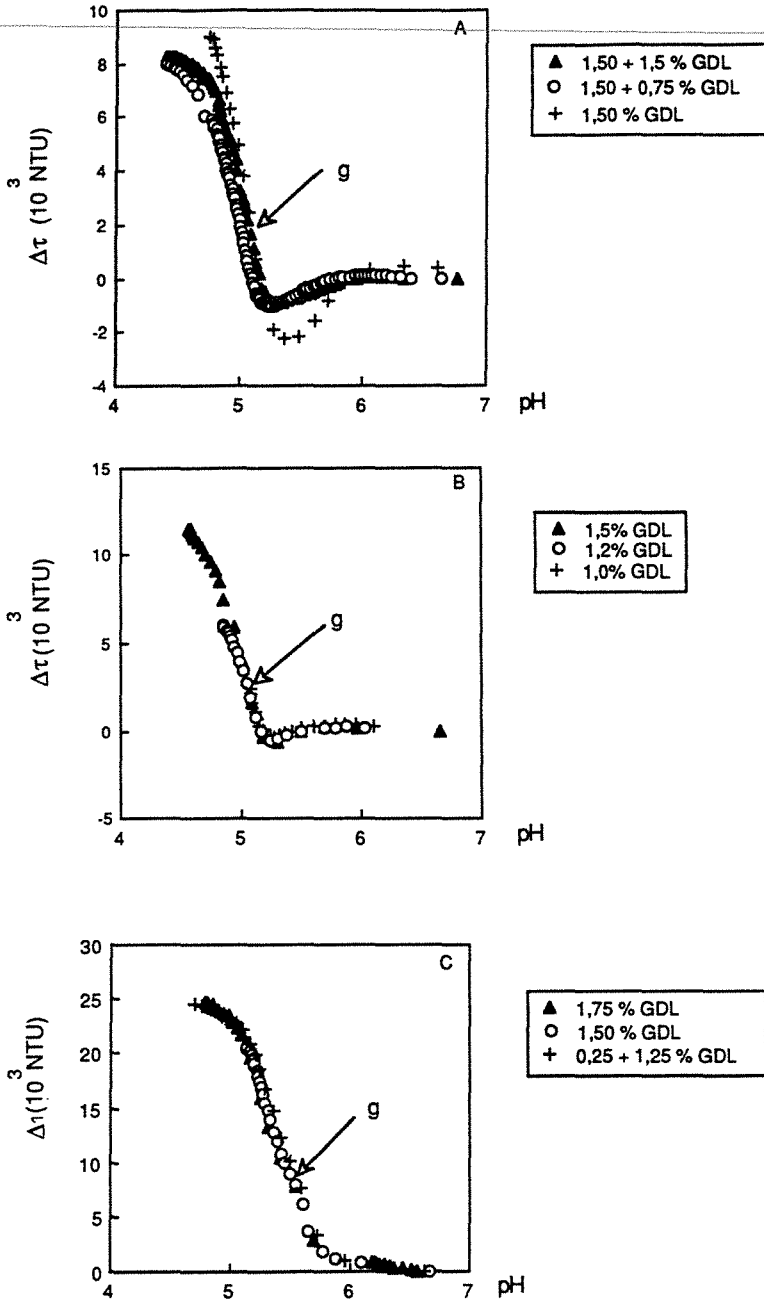 A
10
8
6
4
2
0
-2
-4
4
5
6
7
pH
Δτ (10 NTU)
3
g
1,50 + 1,5 % GDL
1,50 + 0,75 % GDL
1,50 % GDL
B
15
10
5
0
-5
4
5
6
7
pH
Δτ (10 NTU)
3
g
1,5% GDL
1,2% GDL
1,0% GDL
C
30
25
20
15
10
5
0
4
5
6
7
pH
Δ1 (10 NTU)
3
g
1,75 % GDL
1,50 % GDL
0,25 + 1,25 % GDL